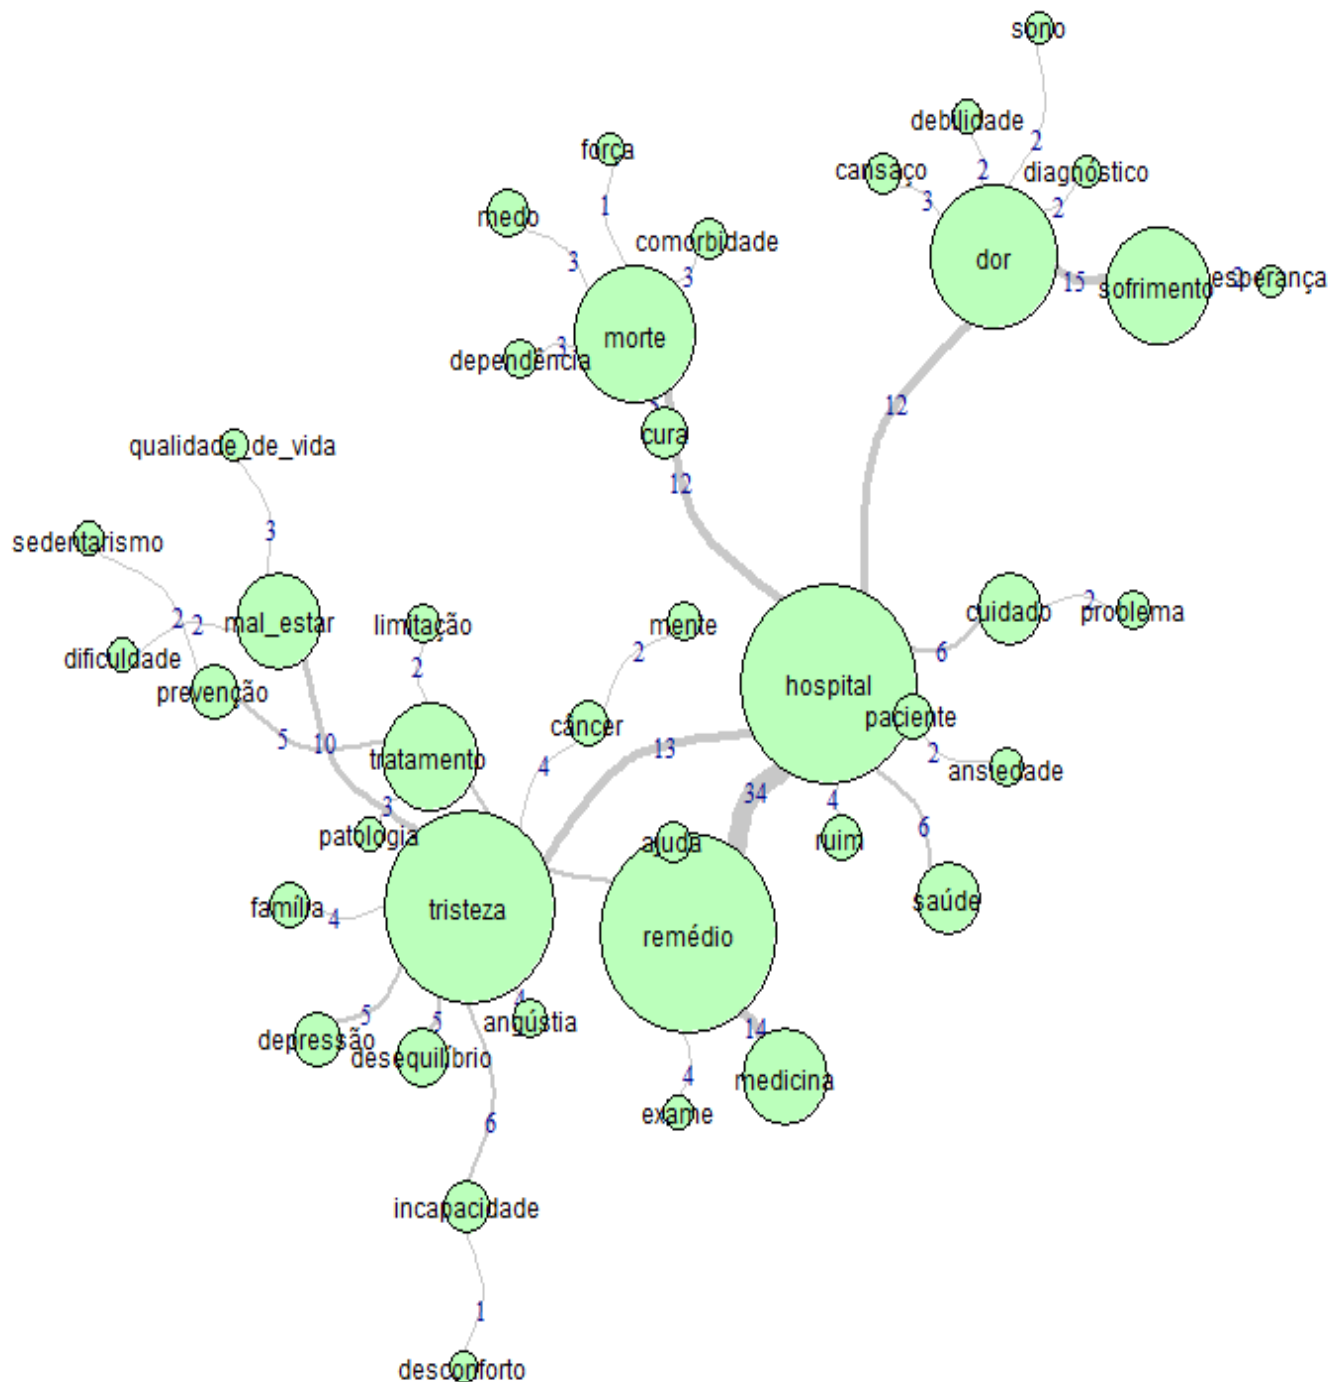 sono
debilidade
2
força
cansaço
2
diagnóstico
3
2
medo
1
comorbidade
dor
3
3
15
sofrimento
2
esperança
morte
dependência
3
12
cura
qualidade_de_vida
12
3
sedentarismo
2
2
mal_estar
limitação
mente
cuidado
2
problema
dificuldade
2
2
6
prevenção
hospital
câncer
paciente
5
10
tratamento
4
13
2
ansiedade
3
34
4
6
patologia
ajuda
ruim
família
4
tristeza
saúde
remédio
5
5
4
angústia
14
depressão
desequilíbrio
4
medicina
exame
6
incapacidade
1
desconforto